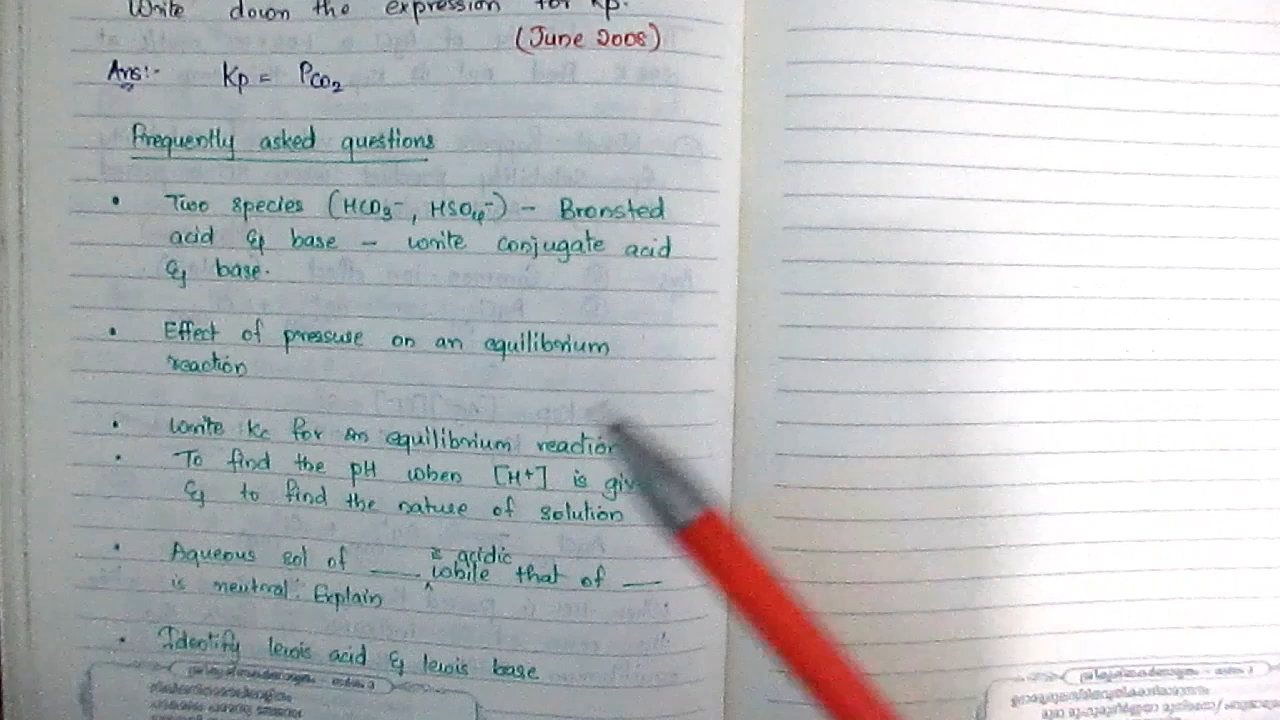 Write down the expression for Kp.
(June 2008)
Ans:- Kp = PCO₂
Frequently asked questions
• Two species (HCO₃⁻, HSO₄⁻) - Bronsted
acid & base - write conjugate acid
& base.
• Effect of pressure on an equilibrium
reaction
• Write Kc for an equilibrium reaction
• To find the pH when [H⁺] is giv
& to find the nature of solution
• Aqueous sol of ___ is acidic while that of ___
is neutral. Explain
• Identify lewis acid & lewis base